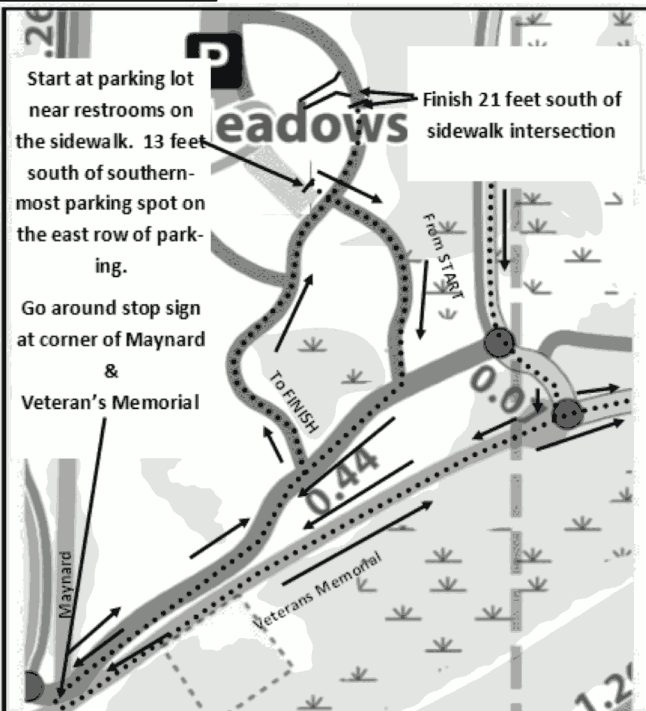 .26
P
eadows
Start at parking lot
near restrooms on
the sidewalk.  13 feet
south of southern-
most parking spot on
the east row of park-
ing.
Go around stop sign
at corner of Maynard
&
Veteran's Memorial
Finish 21 feet south of
sidewalk intersection
From START
To FINISH
0.0
0.44
Maynard
Veterans Memorial